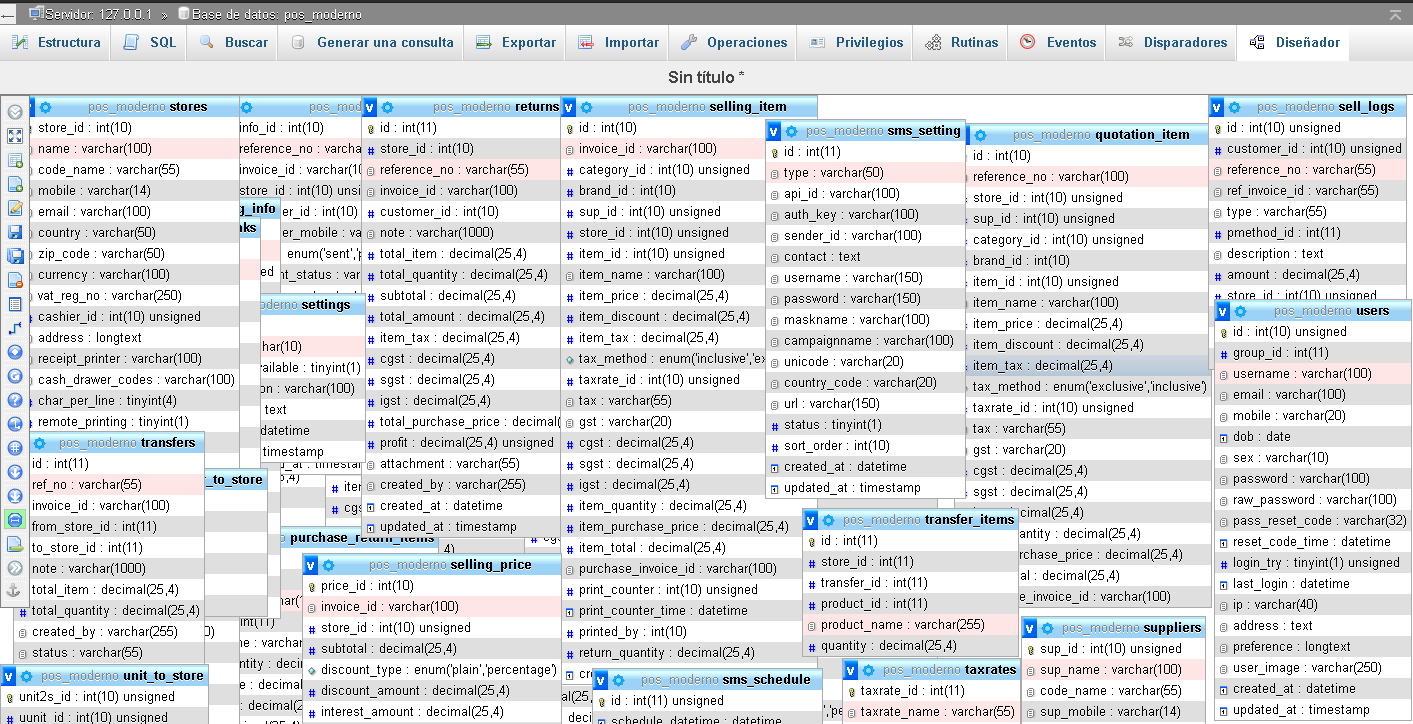 Servidor: 127.0.0.1 » Base de datos: pos_moderno
Estructura SQL Buscar Generar una consulta Exportar Importar Operaciones Privilegios Rutinas Eventos Disparadores Diseñador
Sin título *
pos_moderno stores
store_id : int(10)
name : varchar(100)
code_name : varchar(55)
mobile : varchar(14)
email : varchar(100)
country : varchar(50)
zip_code : varchar(50)
currency : varchar(100)
vat_reg_no : varchar(250)
cashier_id : int(10) unsigned
address : longtext
receipt_printer : varchar(100)
cash_drawer_codes : varchar(100)
char_per_line : tinyint(4)
remote_printing : tinyint(1)
pos_mod
info_id : int(10)
reference_no : varchar
invoice_id : varchar(
store_id : int(10) unsi
er_id : int(10)
er_mobile : varchar(
enum('sent','p
nt_status : var
g_info
nks
ed
oderno settings
har(10)
vailable : tinyint(1)
on : varchar(100)
text
datetime
timestamp
_at : timestam
pos_moderno returns
id : int(11)
store_id : int(10)
reference_no : varchar(55)
invoice_id : varchar(100)
customer_id : int(10)
note : varchar(1000)
total_item : decimal(25,4)
total_quantity : decimal(25,4)
subtotal : decimal(25,4)
total_amount : decimal(25,4)
item_tax : decimal(25,4)
cgst : decimal(25,4)
sgst : decimal(25,4)
igst : decimal(25,4)
total_purchase_price : decimal(2
profit : decimal(25,4) unsigned
attachment : varchar(55)
created_by : varchar(255)
created_at : datetime
updated_at : timestamp
pos_moderno selling_item
id : int(10)
invoice_id : varchar(100)
category_id : int(10) unsigned
brand_id : int(10)
sup_id : int(10) unsigned
store_id : int(10) unsigned
item_id : int(10) unsigned
item_name : varchar(100)
item_price : decimal(25,4)
item_discount : decimal(25,4)
item_tax : decimal(25,4)
tax_method : enum('inclusive','ex
taxrate_id : int(10) unsigned
tax : varchar(55)
gst : varchar(20)
cgst : decimal(25,4)
sgst : decimal(25,4)
igst : decimal(25,4)
item_quantity : decimal(25,4)
item_purchase_price : decimal(25,4)
item_total : decimal(25,4)
purchase_invoice_id : varchar(100)
print_counter : int(10) unsigned
print_counter_time : datetime
printed_by : int(10)
return_quantity : decimal(25,4)
pos_moderno sms_setting
id : int(11)
type : varchar(50)
api_id : varchar(100)
auth_key : varchar(100)
sender_id : varchar(100)
contact : text
username : varchar(150)
password : varchar(150)
maskname : varchar(100)
campaignname : varchar(100)
unicode : varchar(20)
country_code : varchar(20)
url : varchar(150)
status : tinyint(1)
sort_order : int(10)
created_at : datetime
updated_at : timestamp
pos_moderno quotation_item
id : int(10)
reference_no : varchar(100)
store_id : int(10) unsigned
sup_id : int(10) unsigned
category_id : int(10) unsigned
brand_id : int(10)
item_id : int(10) unsigned
item_name : varchar(100)
item_price : decimal(25,4)
item_discount : decimal(25,4)
item_tax : decimal(25,4)
tax_method : enum('exclusive','inclusive')
taxrate_id : int(10) unsigned
tax : varchar(55)
gst : varchar(20)
cgst : decimal(25,4)
sgst : decimal(25,4)
: decimal(25,4)
antity : decimal(25,4)
rchase_price : decimal(25,4)
al : decimal(25,4)
e_invoice_id : varchar(100)
pos_moderno sell_logs
id : int(10) unsigned
customer_id : int(10) unsigned
reference_no : varchar(55)
ref_invoice_id : varchar(55)
type : varchar(55)
pmethod_id : int(11)
description : text
amount : decimal(25,4)
store_id : int(10) unsigned
pos_moderno users
id : int(10) unsigned
group_id : int(11)
username : varchar(100)
email : varchar(100)
mobile : varchar(20)
dob : date
sex : varchar(10)
password : varchar(100)
raw_password : varchar(100)
pass_reset_code : varchar(32)
reset_code_time : datetime
login_try : tinyint(1) unsigned
last_login : datetime
ip : varchar(40)
address : text
preference : longtext
user_image : varchar(250)
created_at : datetime
updated_at : timestamp
pos_moderno transfers
id : int(11)
ref_no : varchar(55)
invoice_id : varchar(100)
from_store_id : int(11)
to_store_id : int(11)
note : varchar(1000)
total_item : decimal(25,4)
total_quantity : decimal(25,4)
created_by : varchar(255)
status : varchar(55)
_to_store
purchase_return_items
pos_moderno selling_price
price_id : int(10)
invoice_id : varchar(100)
store_id : int(10) unsigned
subtotal : decimal(25,4)
discount_type : enum('plain','percentage')
discount_amount : decimal(25,4)
interest_amount : decimal(25,4)
pos_moderno transfer_items
id : int(11)
store_id : int(11)
transfer_id : int(11)
product_id : int(11)
product_name : varchar(255)
quantity : decimal(25,4)
pos_moderno suppliers
sup_id : int(10) unsigned
sup_name : varchar(100)
code_name : varchar(55)
sup_mobile : varchar(14)
pos_moderno unit_to_store
unit2s_id : int(10) unsigned
uunit_id : int(10) unsigned
pos_moderno sms_schedule
id : int(11) unsigned
schedule_datetime : datetime
pos_moderno taxrates
taxrate_id : int(11)
taxrate_name : varchar(55)